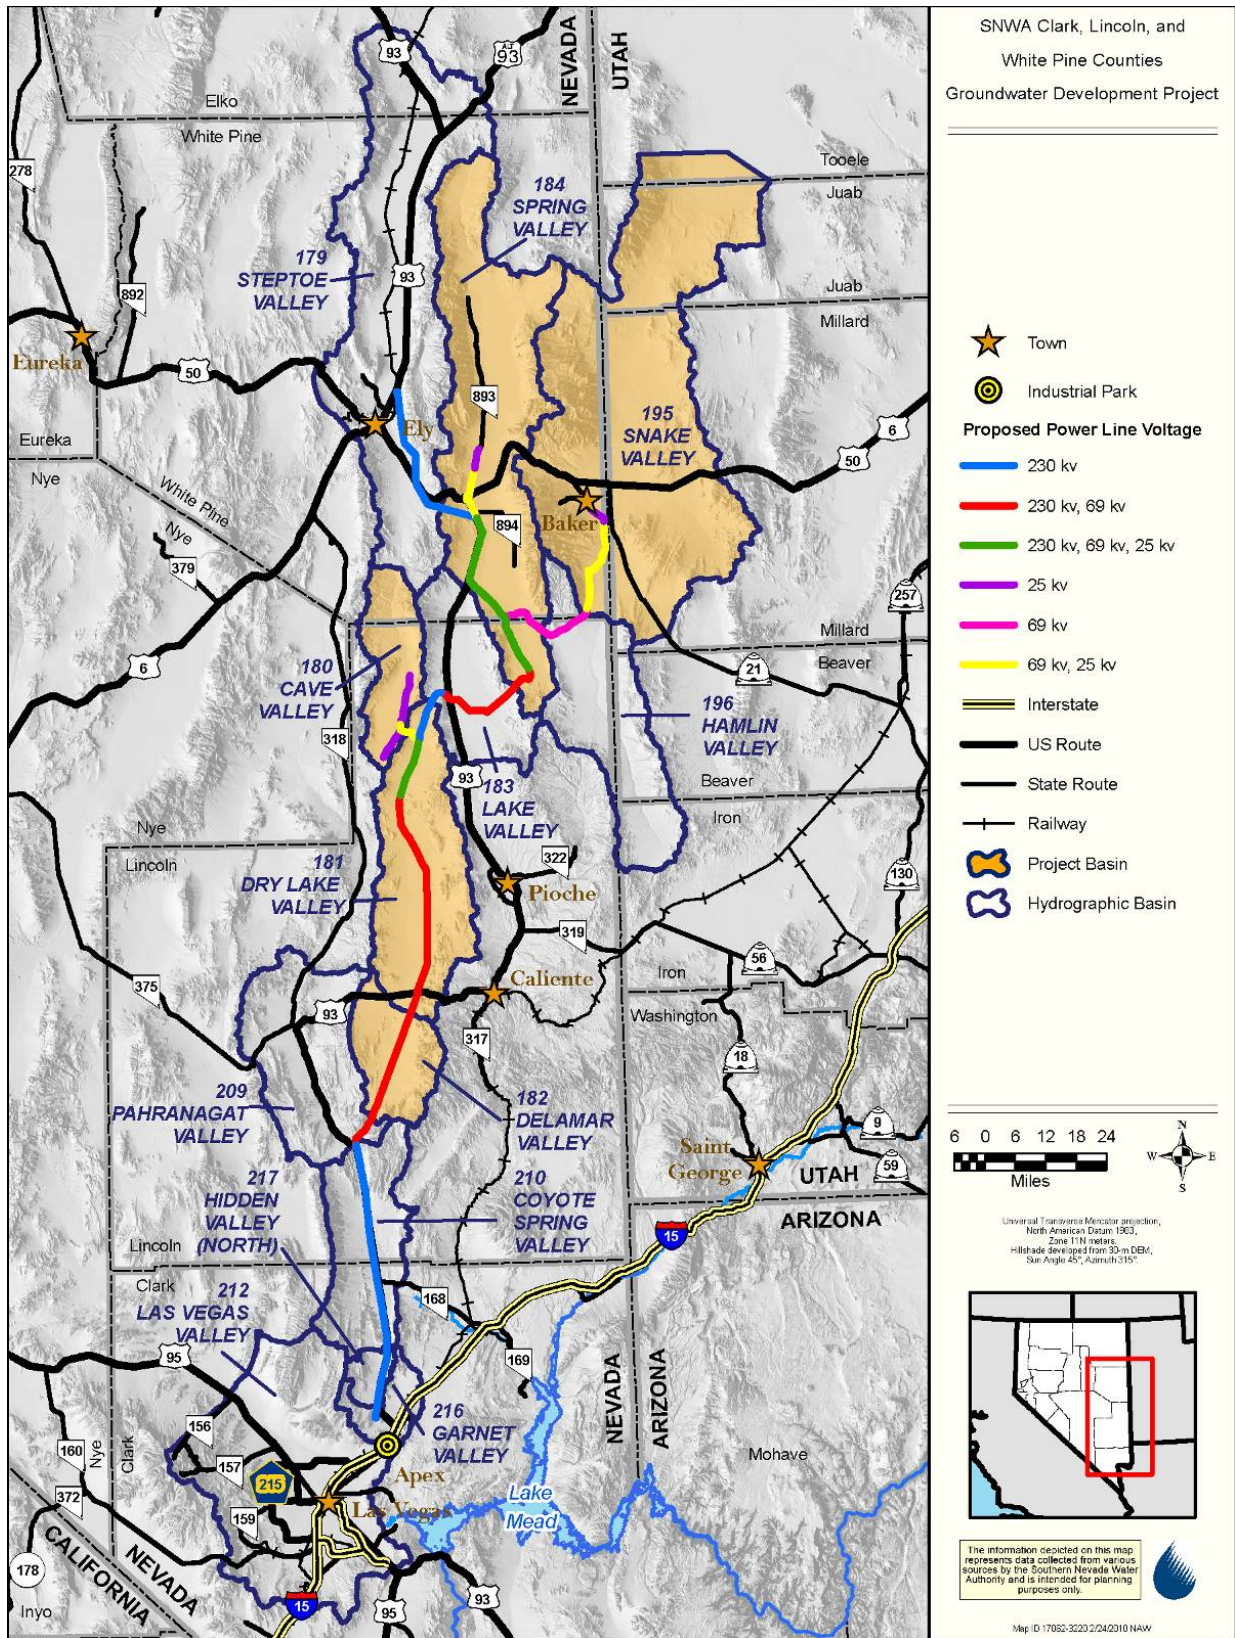 SNWA Clark, Lincoln, and
White Pine Counties
Groundwater Development Project
Town
Industrial Park
Proposed Power Line Voltage
230 kv
230 kv, 69 kv
230 kv, 69 kv, 25 kv
25 kv
69 kv
69 kv, 25 kv
Interstate
US Route
State Route
Railway
Project Basin
Hydrographic Basin
6 0 6 12 18 24
Miles
N
W E
S
Universal Transverse Mercator projection,
North American Datum 1983,
Zone 11N meters.
Hillshade developed from 30-m DEM,
Sun Angle 45°, Azimuth 315°.
The information depicted on this map
represents data collected from various
sources by the Southern Nevada Water
Authority and is intended for planning
purposes only.
Map ID 17062-3220 2/24/2010 NAW
93
93
NEVADA
UTAH
Elko
White Pine
Tooele
Juab
278
184
SPRING
VALLEY
179
STEPTOE
VALLEY
93
892
Juab
Millard
Eureka
50
893
Ely
195
SNAKE
VALLEY
6
50
Eureka
Nye
White Pine
Nye
894
Baker
379
257
Millard
Beaver
6
21
180
CAVE
VALLEY
318
196
HAMLIN
VALLEY
93
183
LAKE
VALLEY
Beaver
Iron
Nye
Lincoln
181
DRY LAKE
VALLEY
322
Pioche
130
319
56
Iron
Washington
375
93
Caliente
317
18
209
PAHRANAGAT
VALLEY
182
DELAMAR
VALLEY
9
Saint
George
59
UTAH
ARIZONA
217
HIDDEN
VALLEY
(NORTH)
210
COYOTE
SPRING
VALLEY
15
Lincoln
Clark
212
LAS VEGAS
VALLEY
168
95
169
NEVADA
ARIZONA
156
216
GARNET
VALLEY
160
Nye
Clark
157
215
Apex
Mohave
372
159
Las Vegas
Lake
Mead
CALIFORNIA
NEVADA
178
Inyo
15
95
93